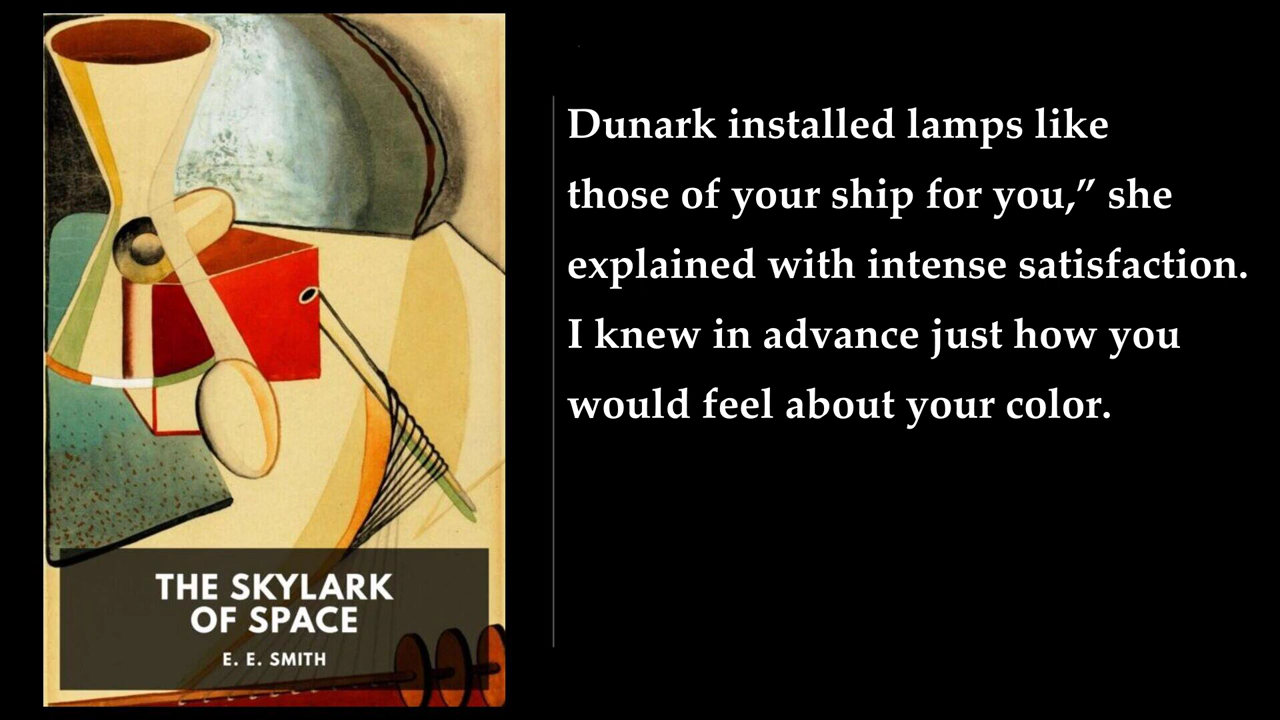 Dunark installed lamps like
those of your ship for you,” she
explained with intense satisfaction.
I knew in advance just how you
would feel about your color.
THE SKYLARK
OF SPACE
E. E. SMITH